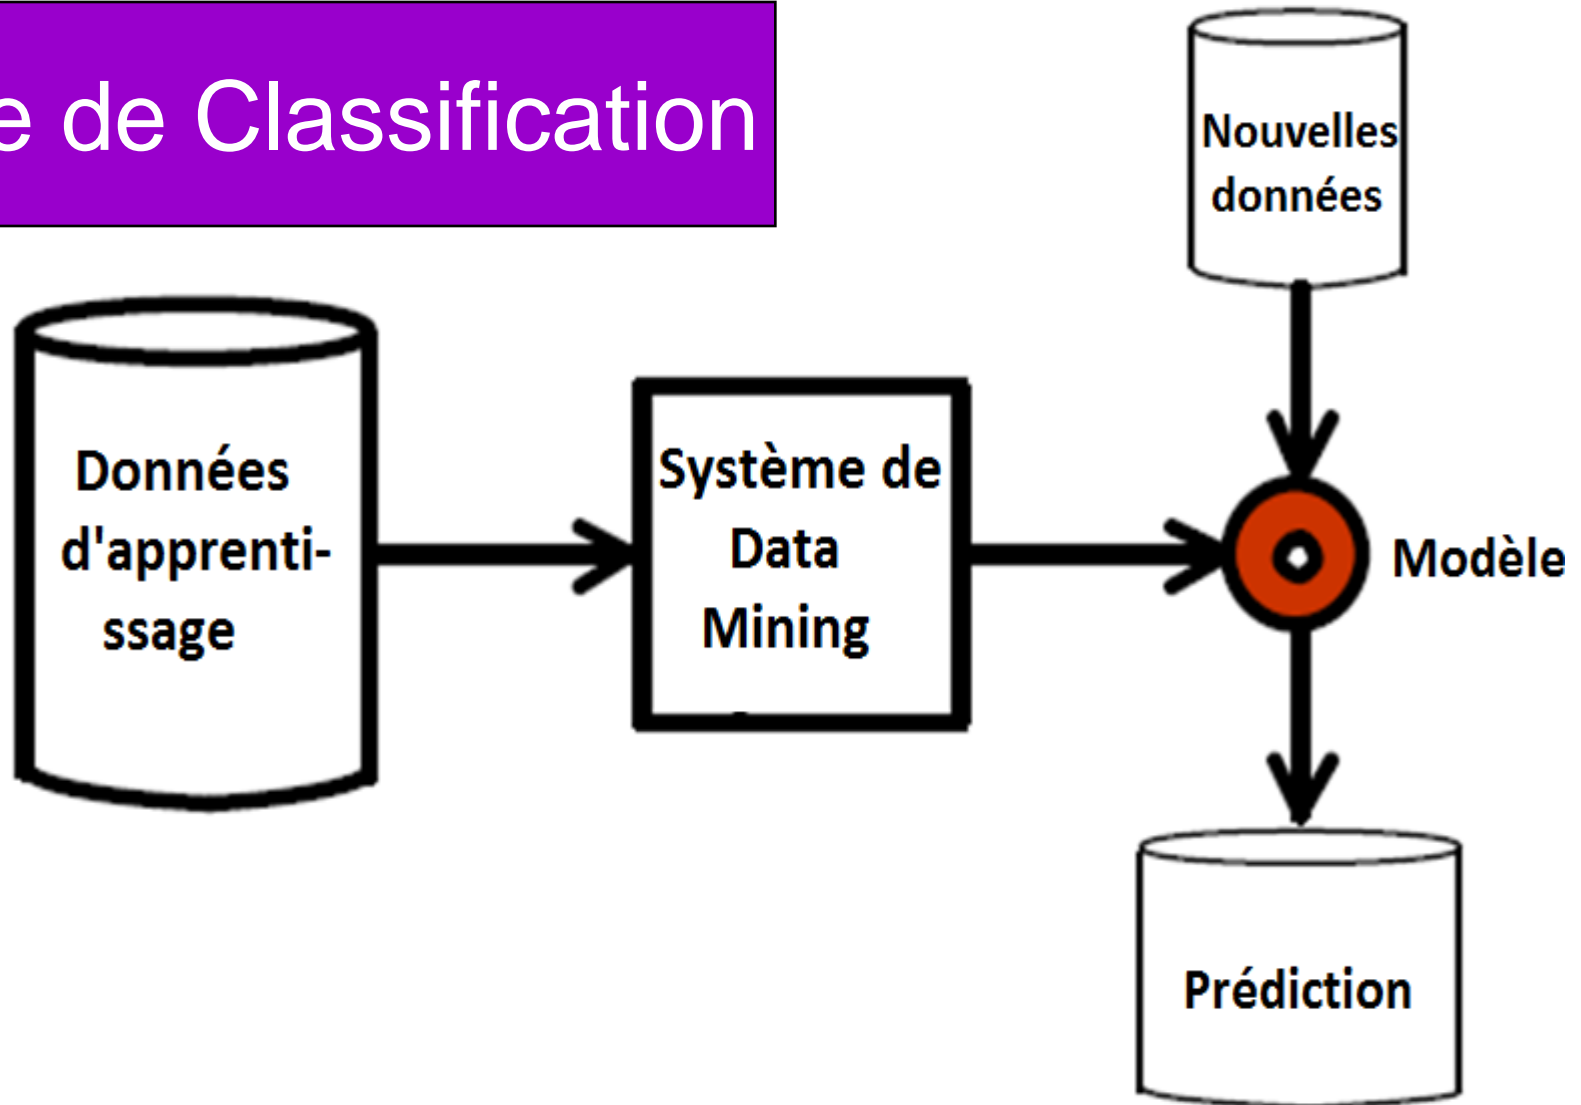 e de Classification
Nouvelles
données
Données
d'apprenti-
ssage
Système de
Data
Mining
Modèle
Prédiction